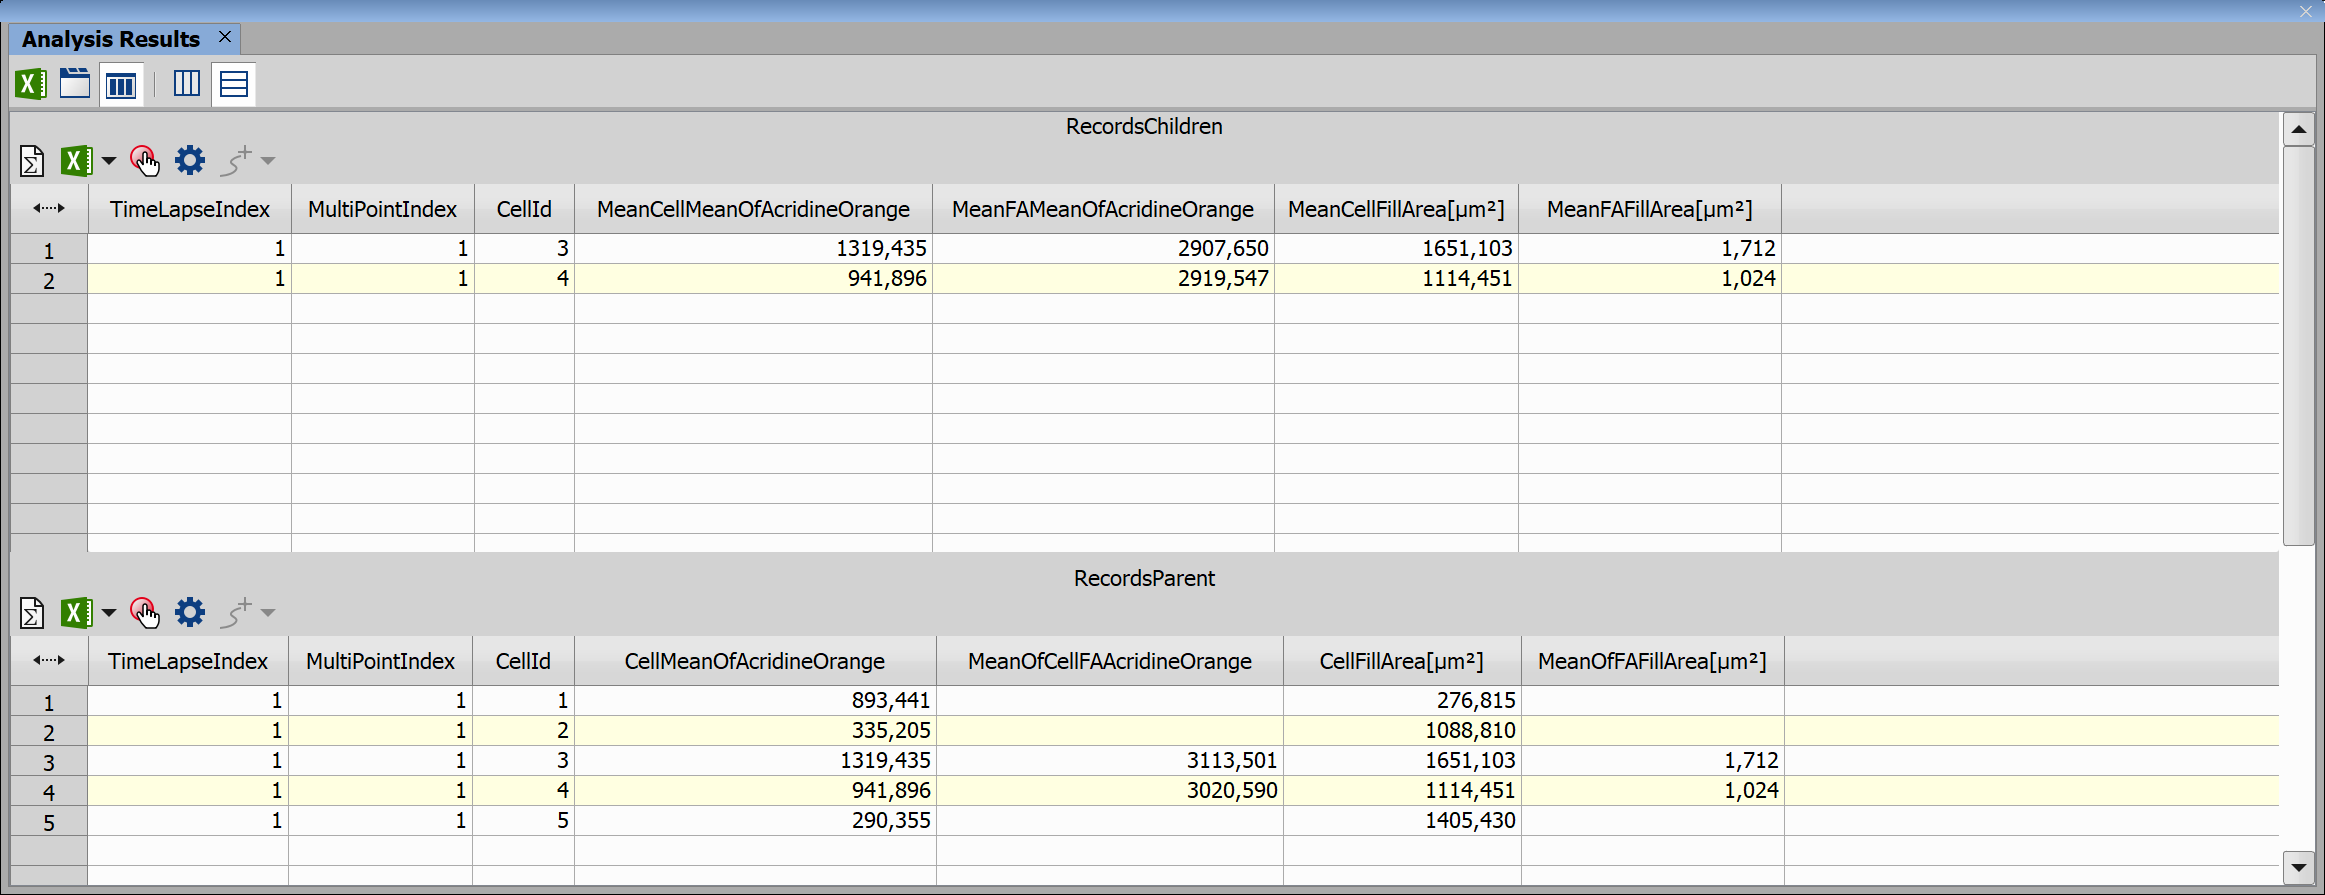 Analysis Results
RecordsChildren
TimeLapseIndex MultiPointIndex CellId MeanCellMeanOfAcridineOrange MeanFAMeanOfAcridineOrange MeanCellFillArea[µm²] MeanFAFillArea[µm²]
1 1 1 3 1319,435 2907,650 1651,103 1,712
2 1 1 4 941,896 2919,547 1114,451 1,024
RecordsParent
TimeLapseIndex MultiPointIndex CellId CellMeanOfAcridineOrange MeanOfCellFAAcridineOrange CellFillArea[µm²] MeanOfFAFillArea[µm²]
1 1 1 1 893,441 276,815
2 1 1 2 335,205 1088,810
3 1 1 3 1319,435 3113,501 1651,103 1,712
4 1 1 4 941,896 3020,590 1114,451 1,024
5 1 1 5 290,355 1405,430